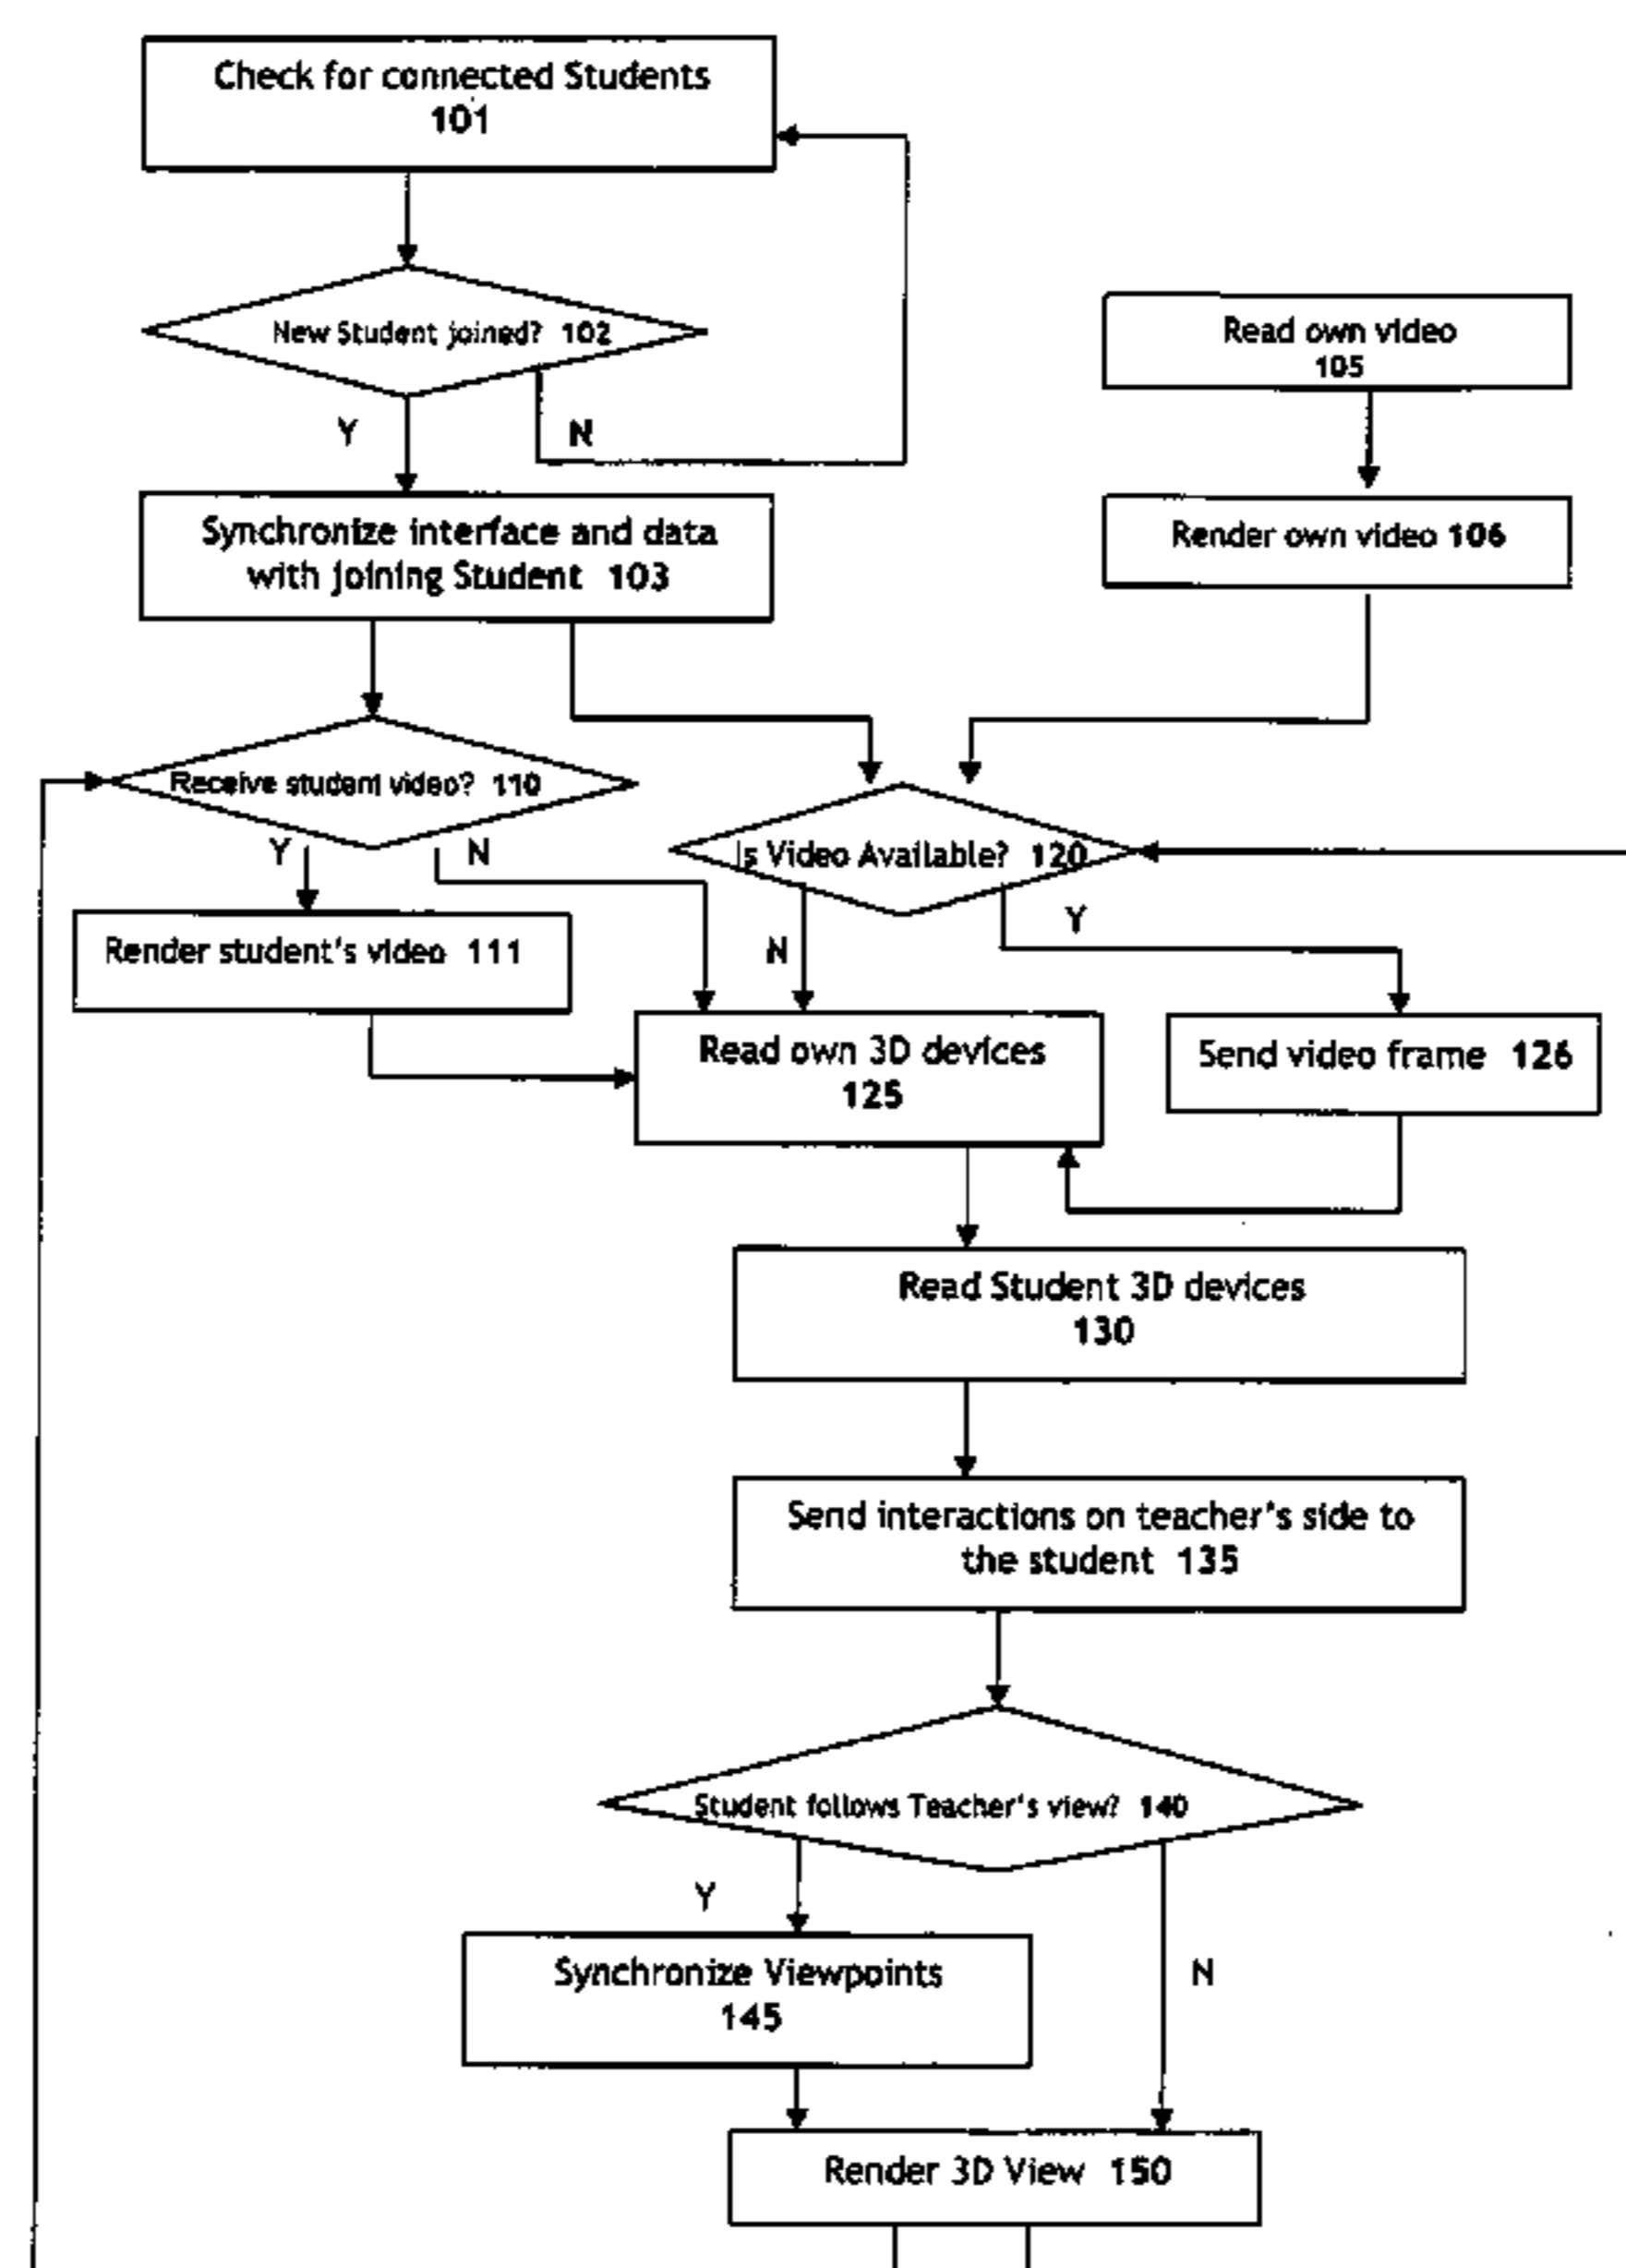 Check for connected Students
101
New Student joined? 102
Read own video
105
Y
N
Synchronize interface and data
with joining Student 103
Render own video 106
Receive student video? 110
Y
N
Is Video Available? 120
Y
N
Render student's video 111
Read own 3D devices
125
Send video frame 126
Read Student 3D devices
130
Send interactions on teacher's side to
the student 135
Student follows Teacher's view? 140
Y
N
Synchronize Viewpoints
145
Render 3D View 150